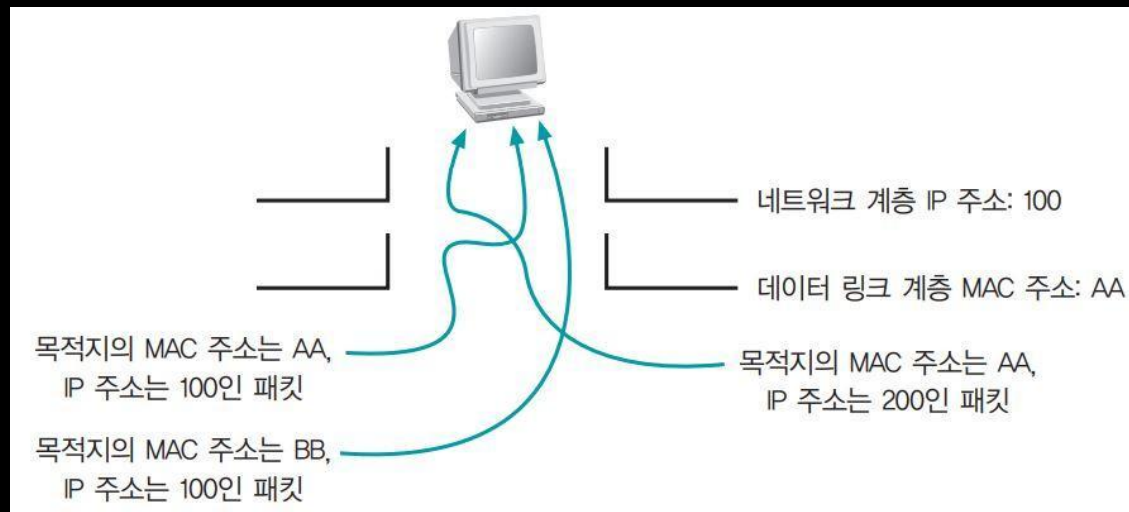 네트워크 계층 IP 주소: 100
데이터 링크 계층 MAC 주소: AA
목적지의 MAC 주소는 AA,
IP 주소는 100인 패킷
목적지의 MAC 주소는 AA,
IP 주소는 200인 패킷
목적지의 MAC 주소는 BB,
IP 주소는 100인 패킷